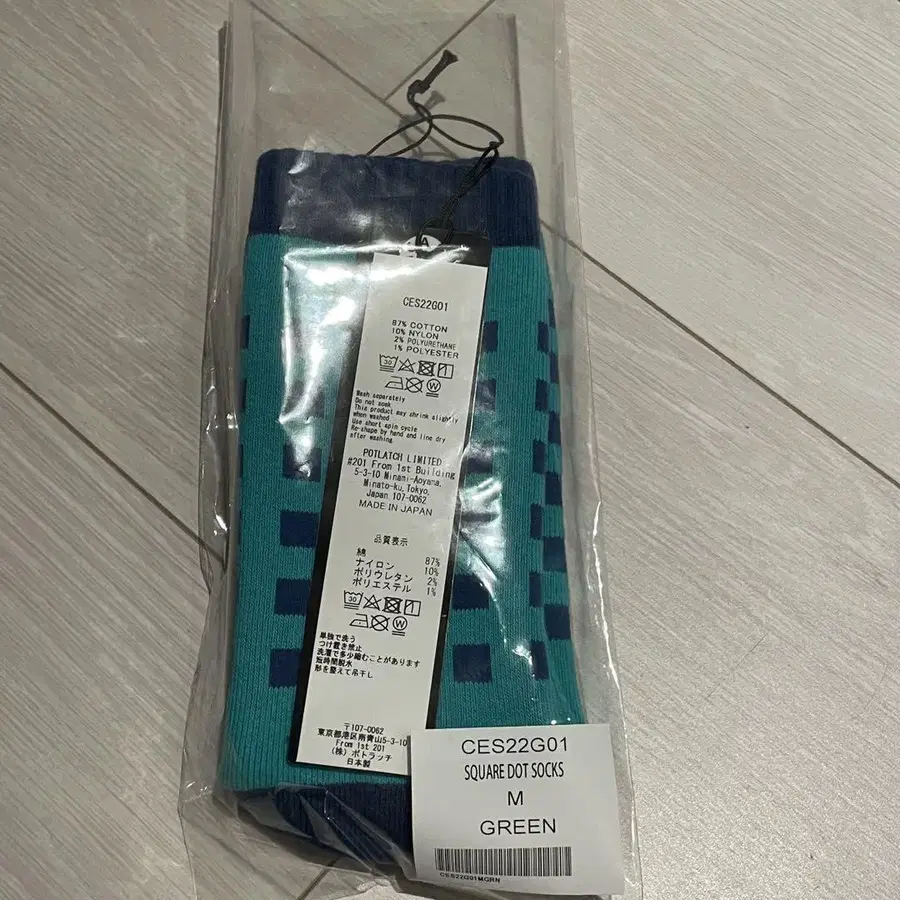 A
CES22G01
87% COTTON
10% NYLON
2% POLYURETHANE
1% POLYESTER
30
W
Wash separately
Do not soak
This product may shrink slightly
when washed
Use short spin cycle
Re-shape by hand and line dry
after washing
POTLATCH LIMITED
#201 From 1st Building
5-3-10 Minami-Aoyama,
Minato-ku, Tokyo,
Japan 107-0062
MADE IN JAPAN
品質表示
綿 87%
ナイロン 10%
ポリウレタン 2%
ポリエステル 1%
30
W
単独で洗う
つけ置き禁止
洗濯で多少縮むことがあります
短時間脱水
形を整えて吊干し
〒107-0062
東京都港区南青山5-3-10
From 1st 201
(株) ポトラッチ
日本製
CES22G01
SQUARE DOT SOCKS
M
GREEN
CES22G01MGRN